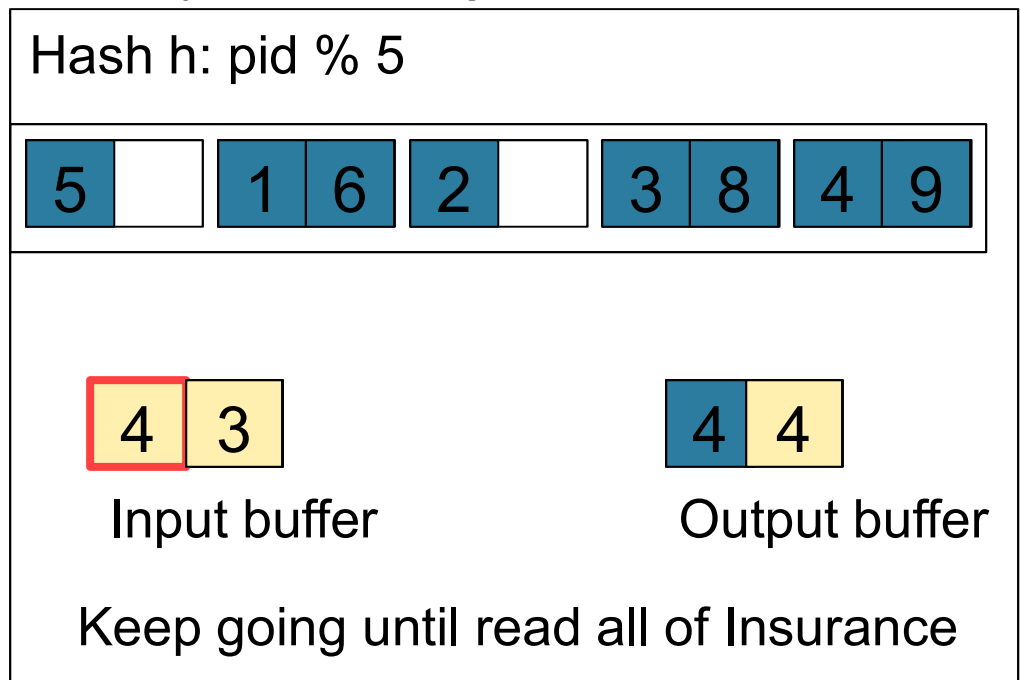 Hash h: pid % 5
5 1 6 2 3 8 4 9
4 3 4 4
Input buffer Output buffer
Keep going until read all of Insurance